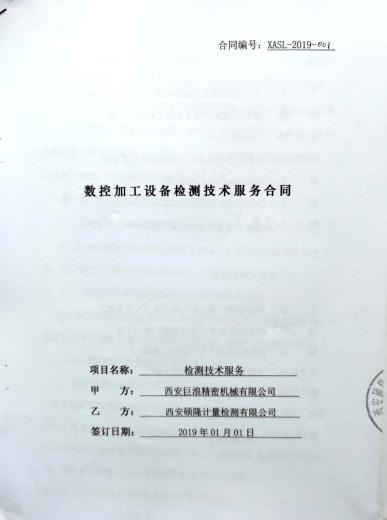 合同编号：XASL-2019-001
数控加工设备检测技术服务合同
项目名称：检测技术服务
甲 方：西安巨浪精密机械有限公司
乙 方：西安硕隆计量检测有限公司
签订日期：2019年01月01日